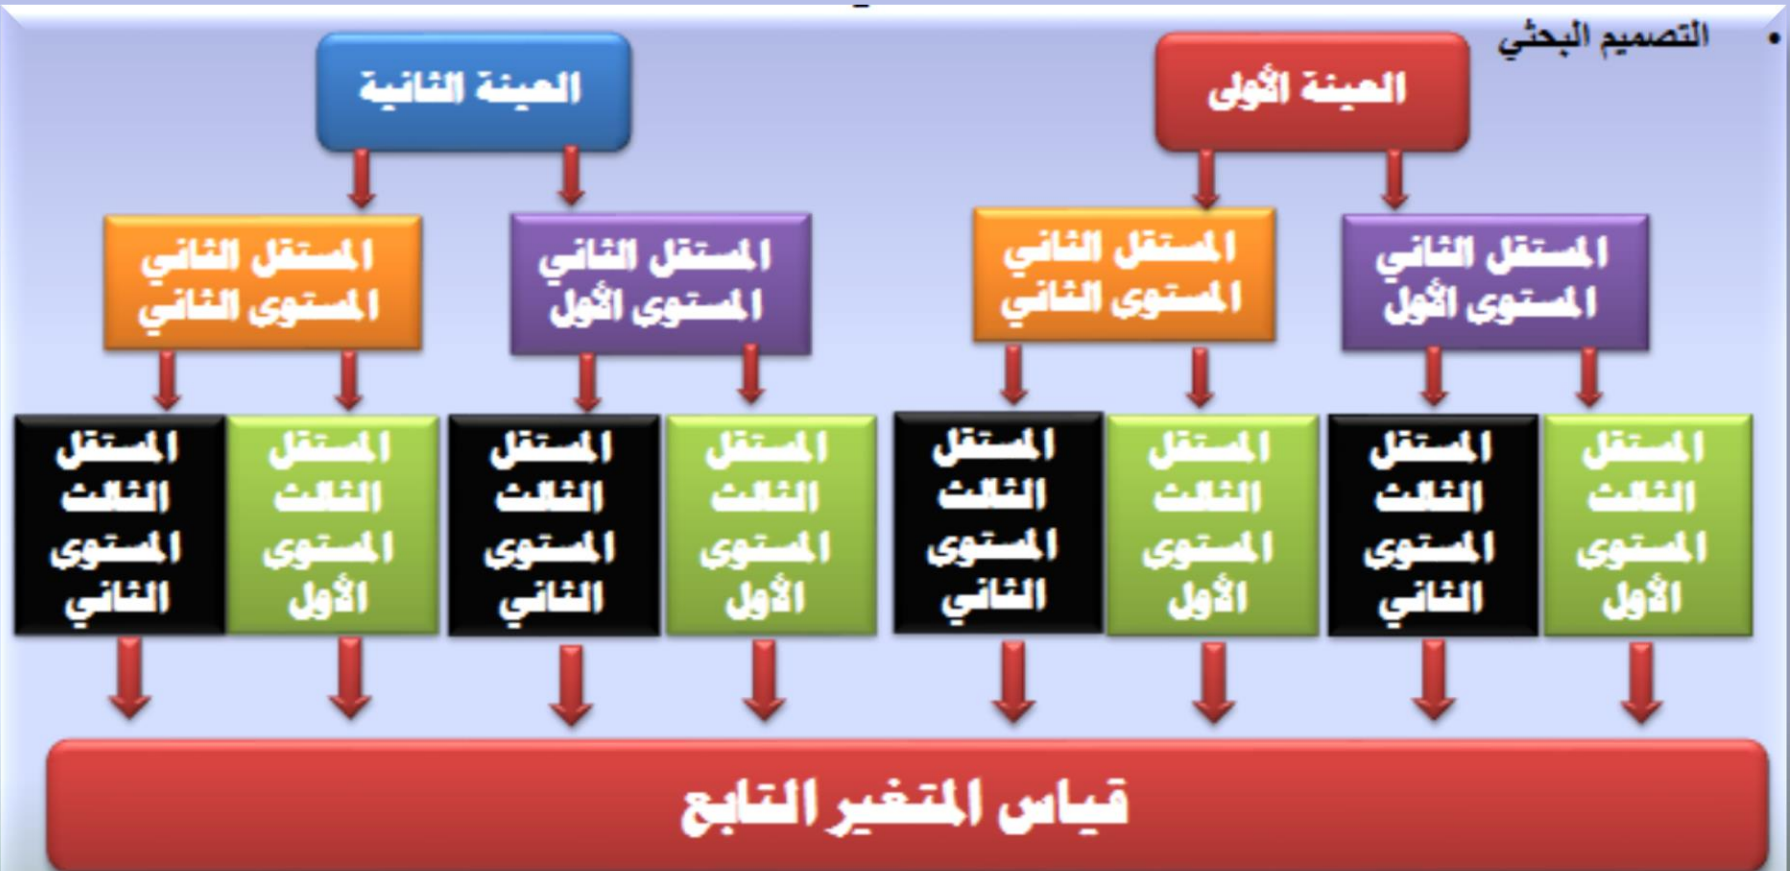 • التصميم البحثي
العينة الأولى
العينة الثانية
المستقل الثاني
المستوى الأول
المستقل الثاني
المستوى الثاني
المستقل الثاني
المستوى الأول
المستقل الثاني
المستوى الثاني
المستقل
الثالث
المستوى
الأول
المستقل
الثالث
المستوى
الثاني
المستقل
الثالث
المستوى
الأول
المستقل
الثالث
المستوى
الثاني
المستقل
الثالث
المستوى
الأول
المستقل
الثالث
المستوى
الثاني
المستقل
الثالث
المستوى
الأول
المستقل
الثالث
المستوى
الثاني
قياس المتغير التابع